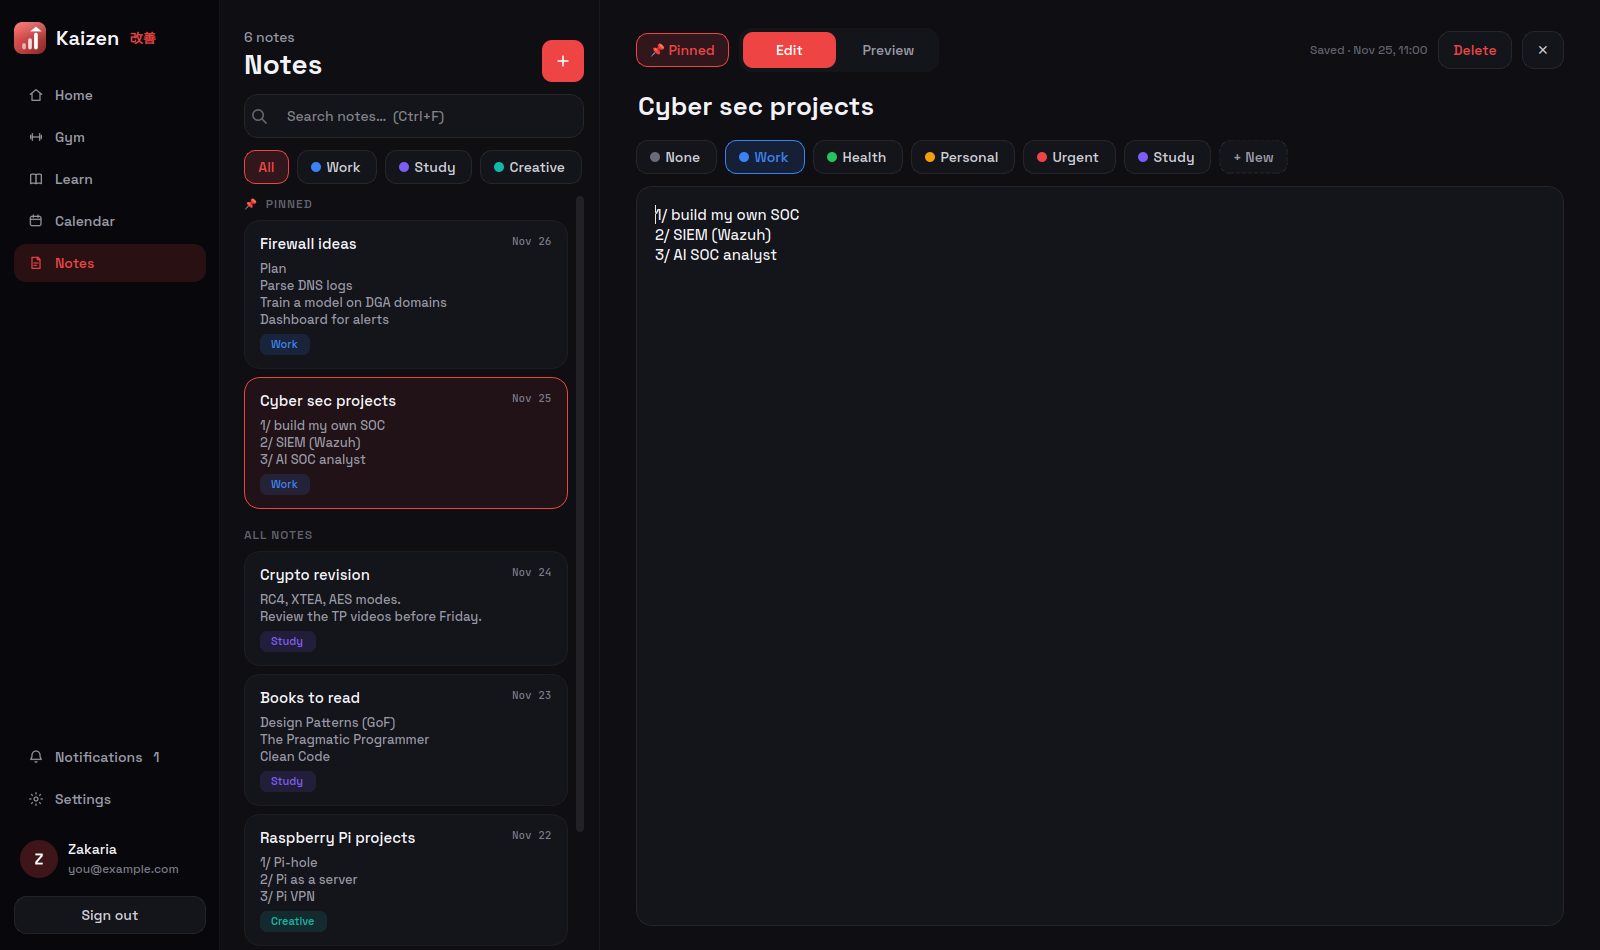 Kaizen 改善
Home
Gym
Learn
Calendar
Notes
Notifications 1
Settings
Z
Zakaria
you@example.com
Sign out
6 notes
Notes
+
Search notes... (Ctrl+F)
All
Work
Study
Creative
PINNED
Firewall ideas
Nov 26
Plan
Parse DNS logs
Train a model on DGA domains
Dashboard for alerts
Work
Cyber sec projects
Nov 25
1/ build my own SOC
2/ SIEM (Wazuh)
3/ AI SOC analyst
Work
ALL NOTES
Crypto revision
Nov 24
RC4, XTEA, AES modes.
Review the TP videos before Friday.
Study
Books to read
Nov 23
Design Patterns (GoF)
The Pragmatic Programmer
Clean Code
Study
Raspberry Pi projects
Nov 22
1/ Pi-hole
2/ Pi as a server
3/ Pi VPN
Creative
Pinned
Edit
Preview
Saved · Nov 25, 11:00
Delete
×
Cyber sec projects
None
Work
Health
Personal
Urgent
Study
+ New
1/ build my own SOC
2/ SIEM (Wazuh)
3/ AI SOC analyst